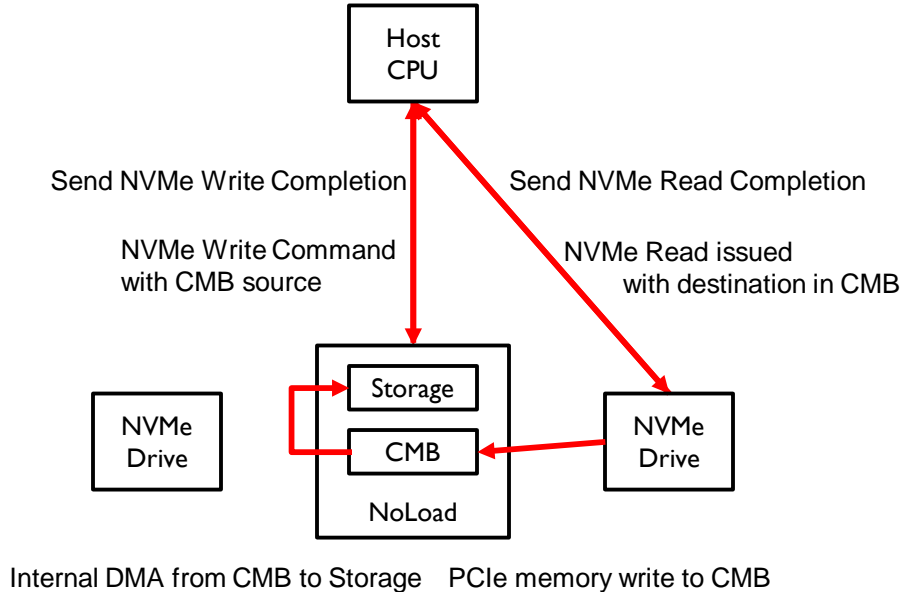 Host
CPU
Send NVMe Write Completion
Send NVMe Read Completion
NVMe Write Command
with CMB source
NVMe Read issued
with destination in CMB
Storage
NVMe
Drive
CMB
NVMe
Drive
NoLoad
Internal DMA from CMB to Storage
PCIe memory write to CMB